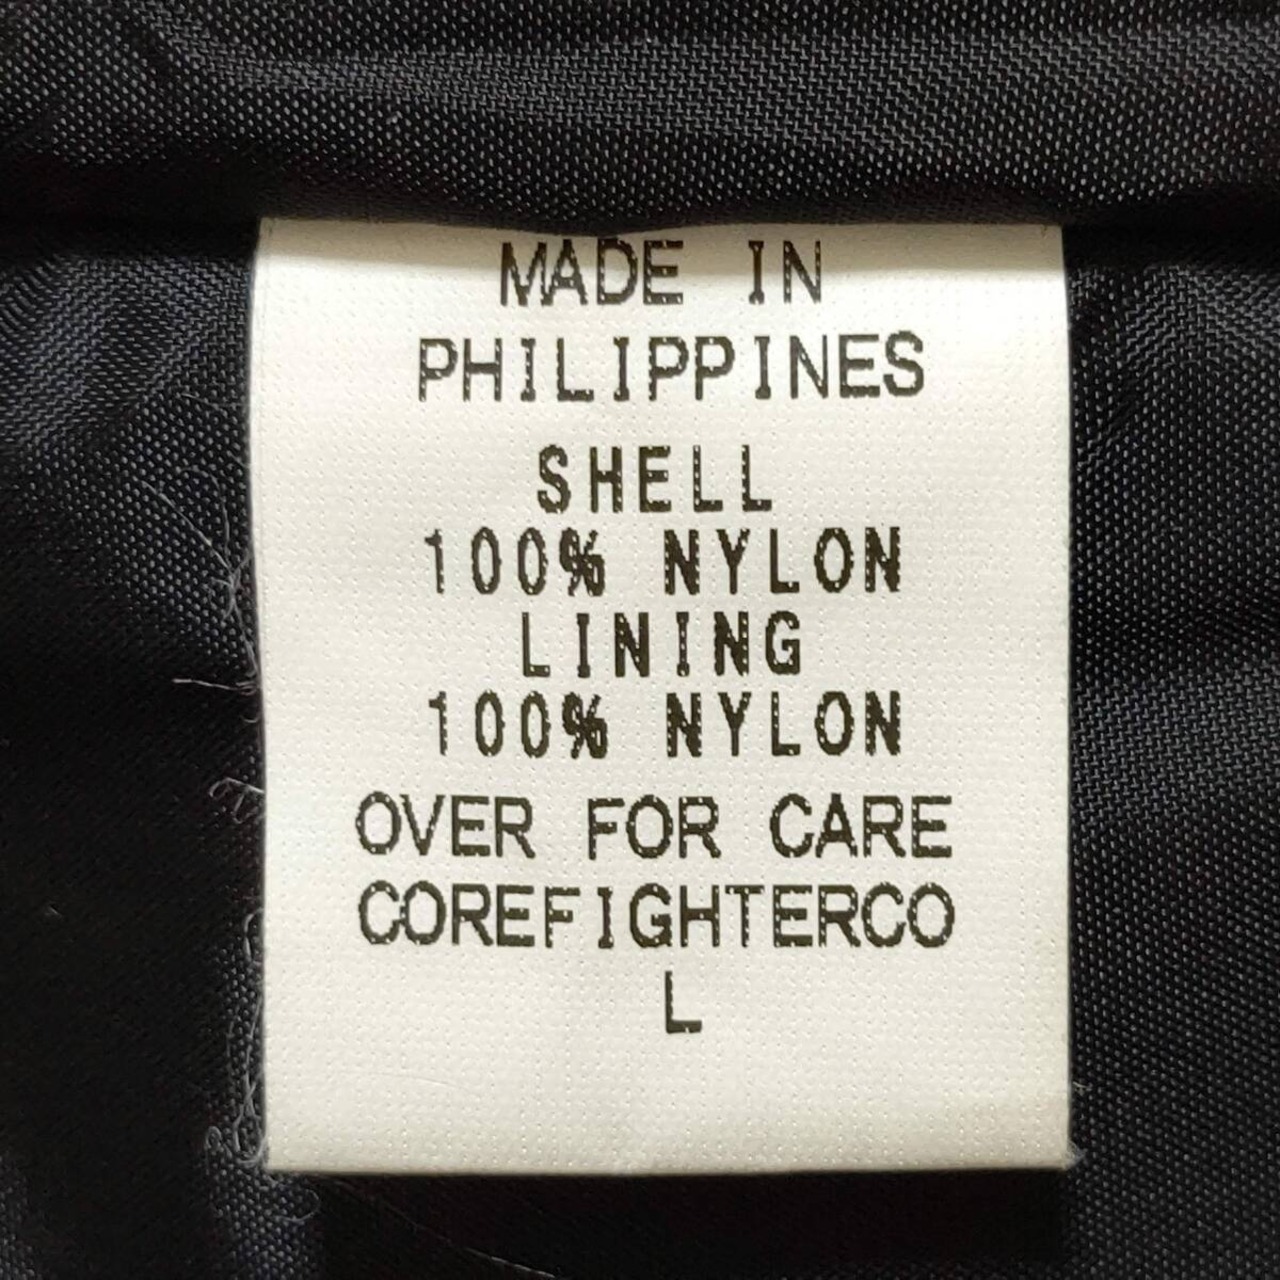 MADE IN
PHILIPPINES
SHELL
100% NYLON
LINING
100% NYLON
OVER FOR CARE
COREFIGHTERCO
L